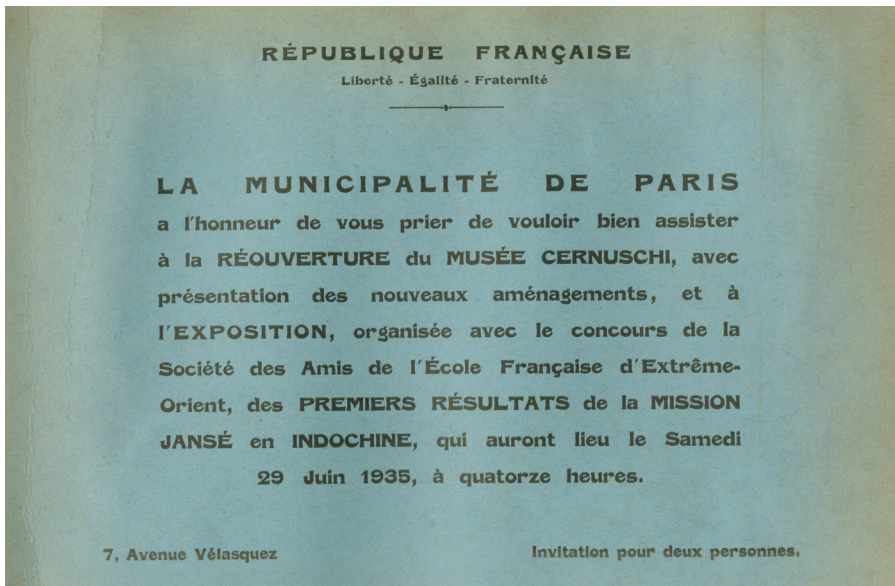 RÉPUBLIQUE FRANÇAISE
Liberté - Égalité - Fraternité
LA MUNICIPALITÉ DE PARIS
a l'honneur de vous prier de vouloir bien assister
à la RÉOUVERTURE du MUSÉE CERNUSCHI, avec
présentation des nouveaux aménagements, et à
l'EXPOSITION, organisée avec le concours de la
Société des Amis de l'École Française d'Extrême-
Orient, des PREMIERS RÉSULTATS de la MISSION
JANSÉ en INDOCHINE, qui auront lieu le Samedi
29 Juin 1935, à quatorze heures.
7, Avenue Vélasquez
Invitation pour deux personnes.